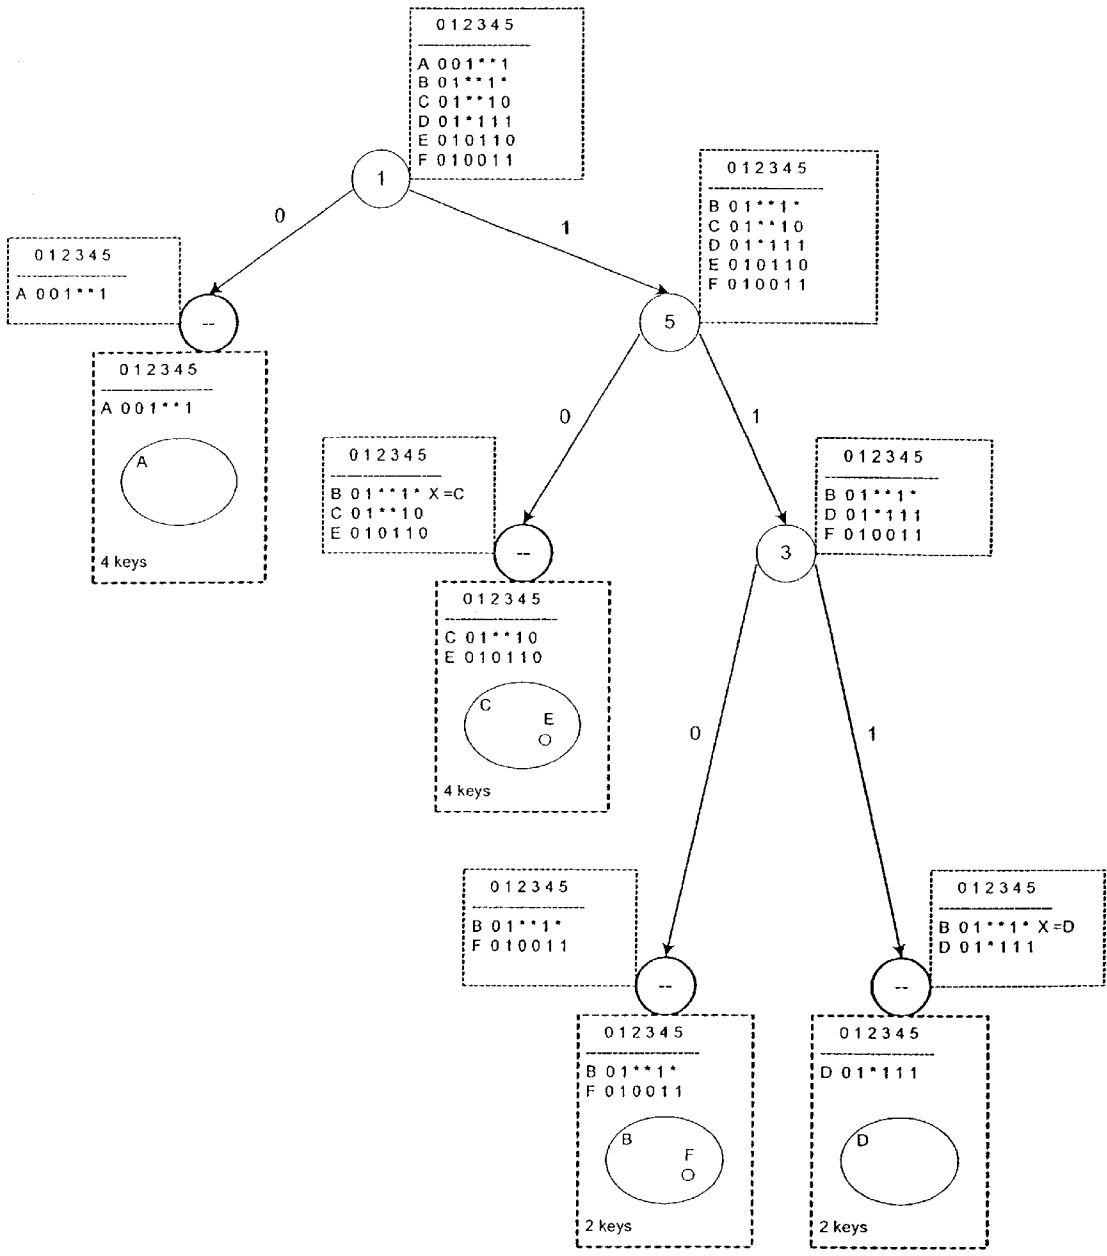 012345
A 001**1
B 01**1*
C 01**10
D 01*111
E 010110
F 010011
1
0
1
012345
B 01**1*
C 01**10
D 01*111
E 010110
F 010011
5
012345
A 001**1
--
012345
A 001**1
A
4 keys
0
1
012345
B 01**1* X=C
C 01**10
E 010110
--
012345
C 01**10
E 010110
C
E
4 keys
012345
B 01**1*
D 01*111
F 010011
3
0
1
012345
B 01**1*
F 010011
--
012345
B 01**1*
F 010011
B
F
2 keys
012345
B 01**1* X=D
D 01*111
--
012345
D 01*111
D
2 keys